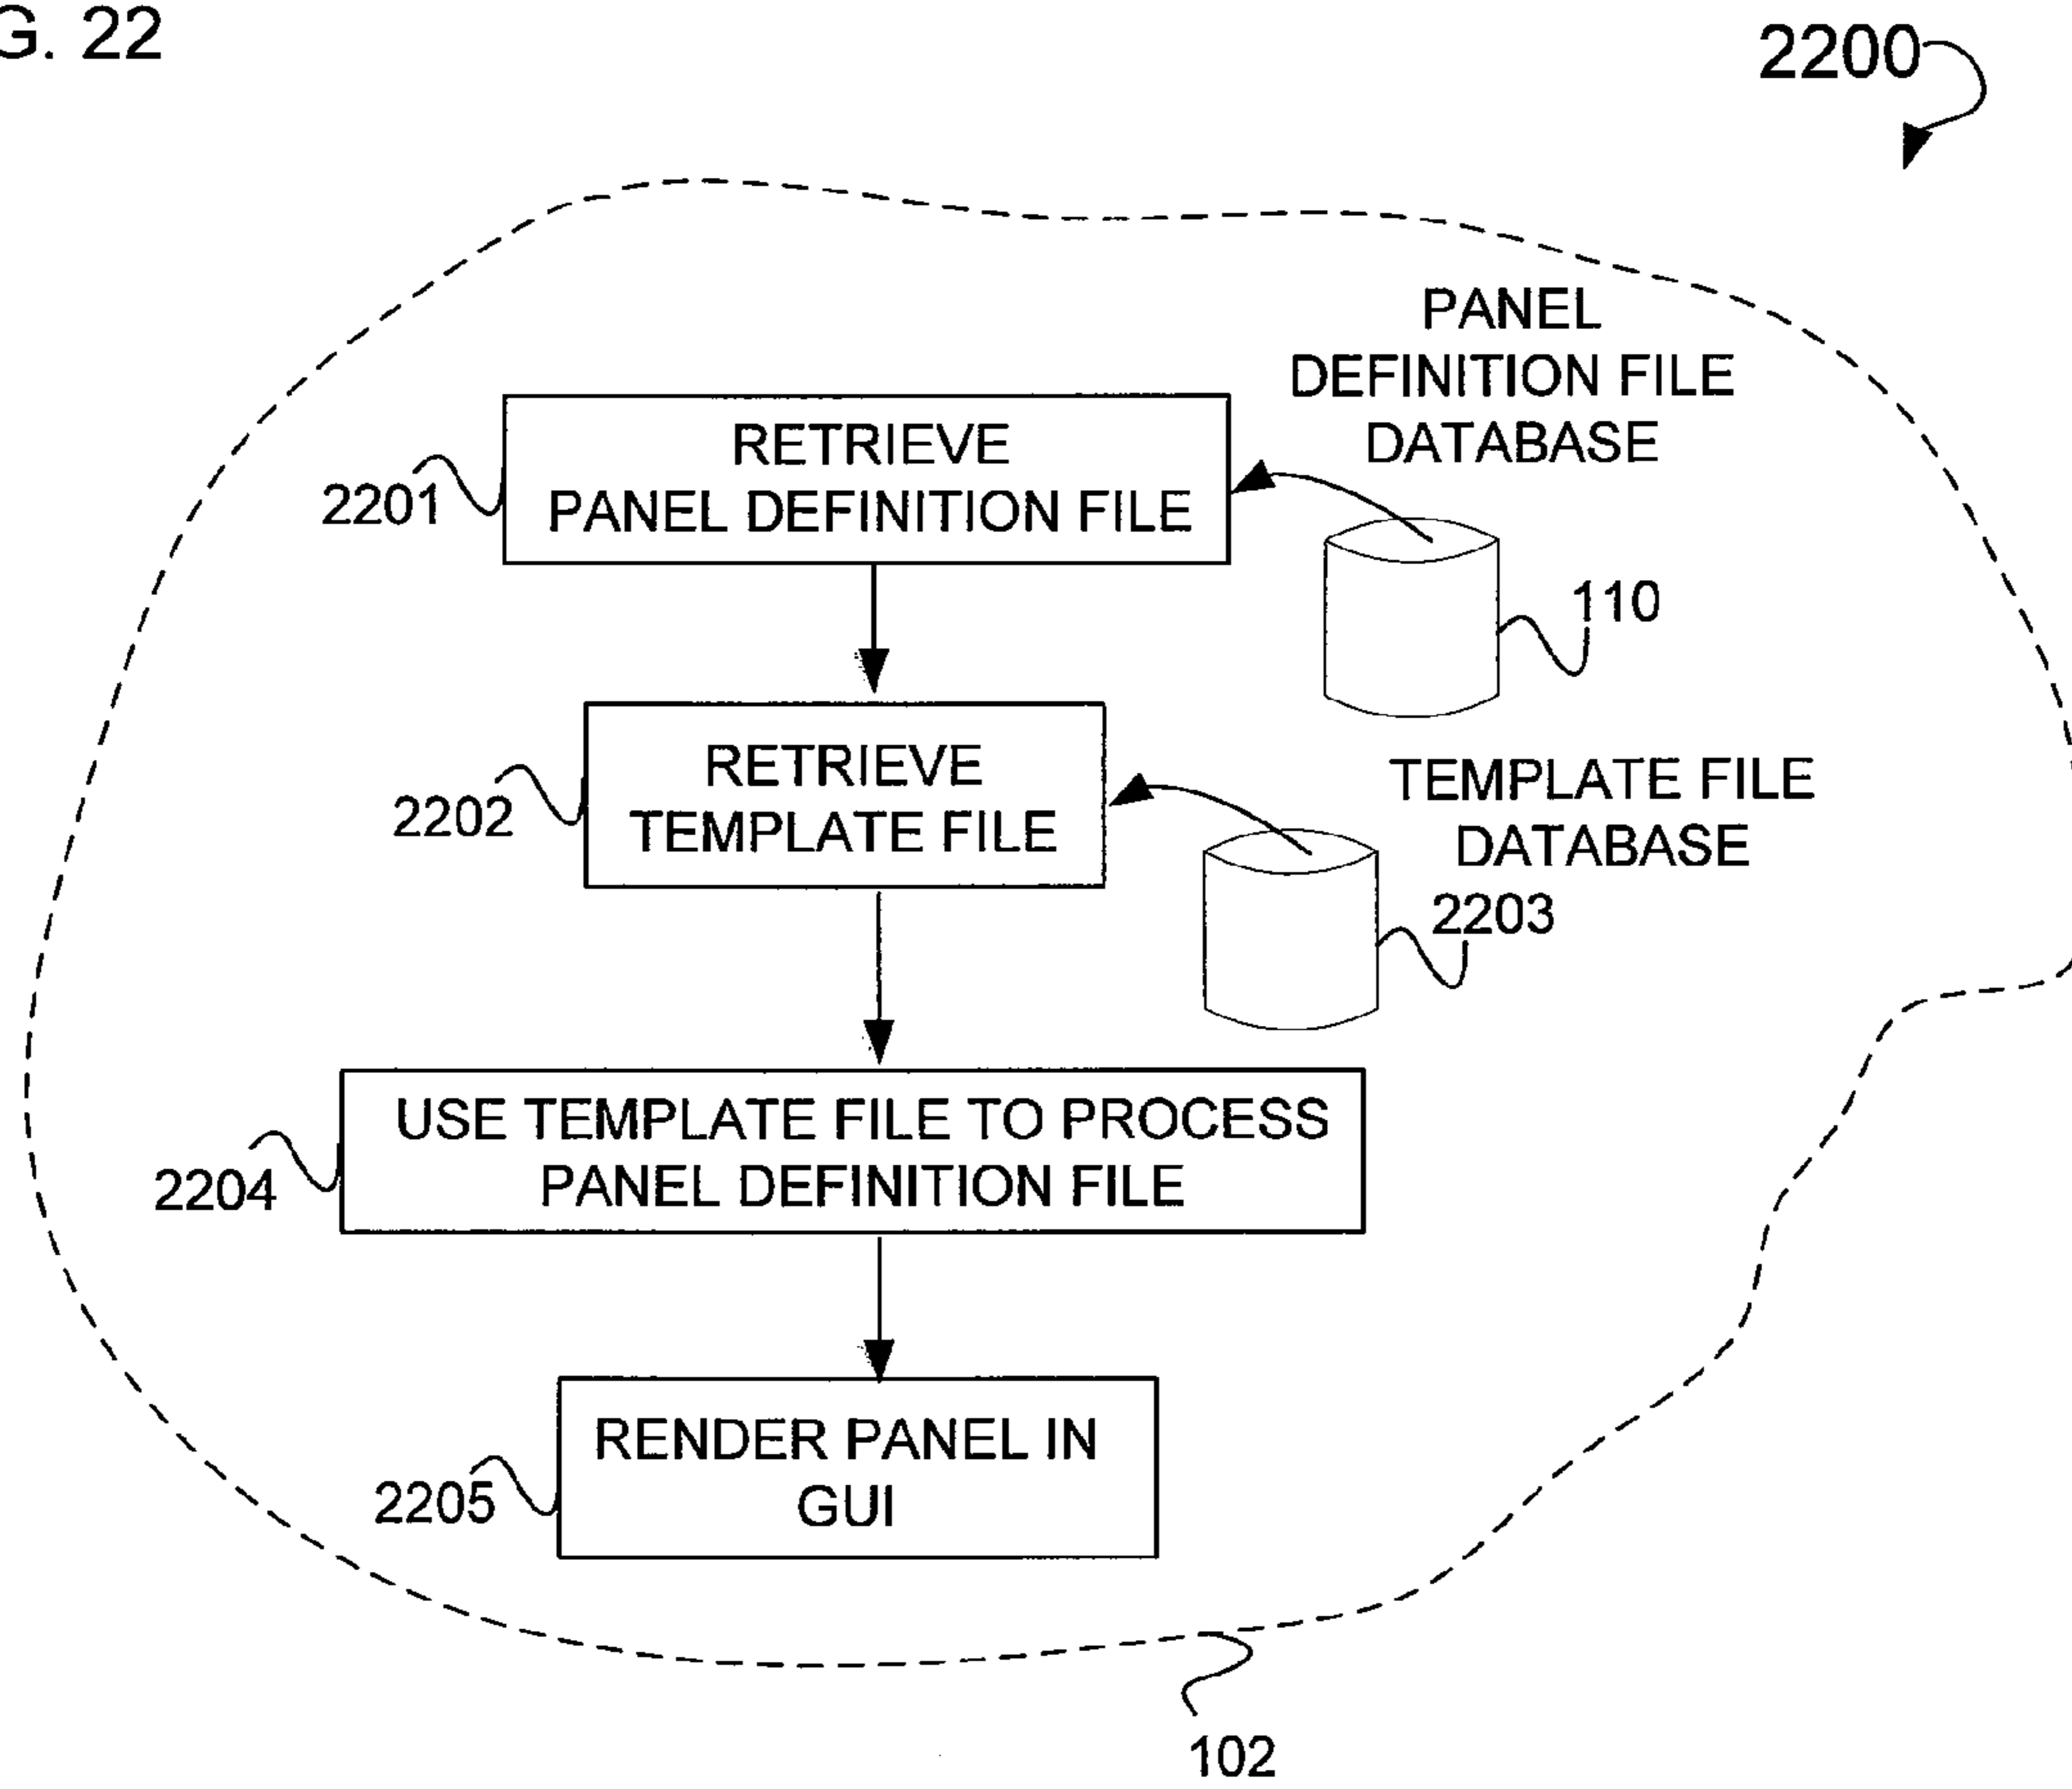 G. 22
2200
PANEL
DEFINITION FILE
DATABASE
RETRIEVE
PANEL DEFINITION FILE
2201
110
RETRIEVE
TEMPLATE FILE
2202
TEMPLATE FILE
DATABASE
2203
USE TEMPLATE FILE TO PROCESS
PANEL DEFINITION FILE
2204
RENDER PANEL IN
GUI
2205
102